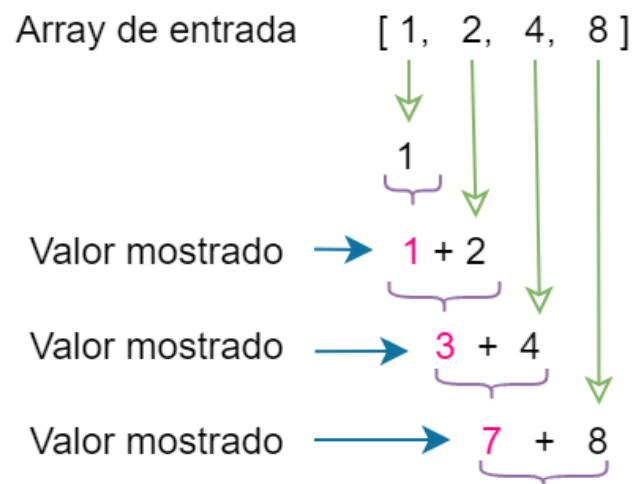 Array de entrada [ 1, 2, 4, 8 ]
1
Valor mostrado 1 + 2
Valor mostrado 3 + 4
Valor mostrado 7 + 8